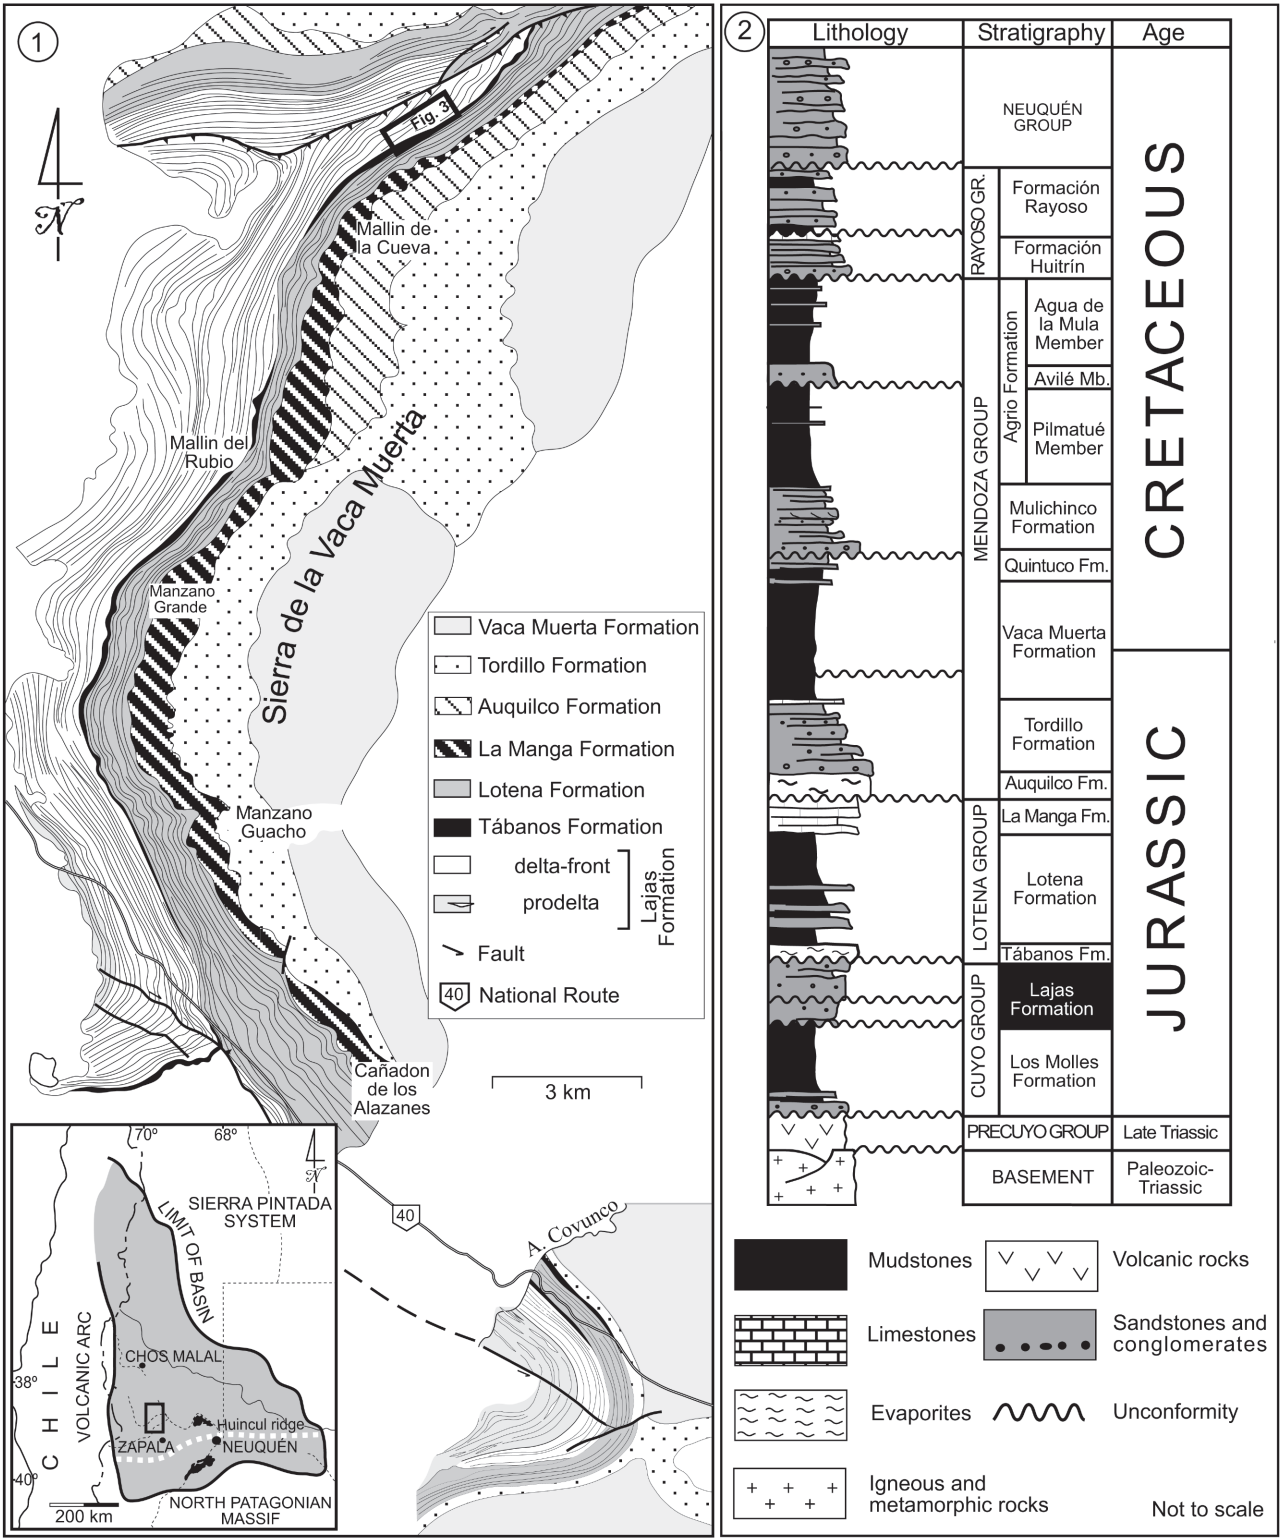 1
N
Fig. 3
Mallin de
la Cueva
Mallin del
Rubio
Sierra de la Vaca Muerta
Manzano
Grande
Manzano
Guacho
Cañadon
de los
Alazanes
Vaca Muerta Formation
Tordillo Formation
Auquilco Formation
La Manga Formation
Lotena Formation
Tábanos Formation
delta-front
prodelta
Lajas
Formation
Fault
40 National Route
3 km
40
A. Covunco
70º
68º
N
SIERRA PINTADA
SYSTEM
LIMIT OF BASIN
CHILE
VOLCANIC ARC
CHOS MALAL
38º
Huincul ridge
ZAPALA
NEUQUÉN
40º
200 km
NORTH PATAGONIAN
MASSIF
2
Lithology
Stratigraphy
Age
NEUQUÉN
GROUP
RAYOSO GR.
Formación
Rayoso
Formación
Huitrín
MENDOZA GROUP
Agrio Formation
Agua de
la Mula
Member
Avilé Mb.
Pilmatué
Member
Mulichinco
Formation
Quintuco Fm.
Vaca Muerta
Formation
Tordillo
Formation
Auquilco Fm.
LOTENA GROUP
La Manga Fm.
Lotena
Formation
Tábanos Fm.
CUYO GROUP
Lajas
Formation
Los Molles
Formation
PRECUYO GROUP
Late Triassic
BASEMENT
Paleozoic-
Triassic
CRETACEOUS
JURASSIC
Mudstones
Volcanic rocks
Limestones
Sandstones and
conglomerates
Evaporites
Unconformity
Igneous and
metamorphic rocks
Not to scale